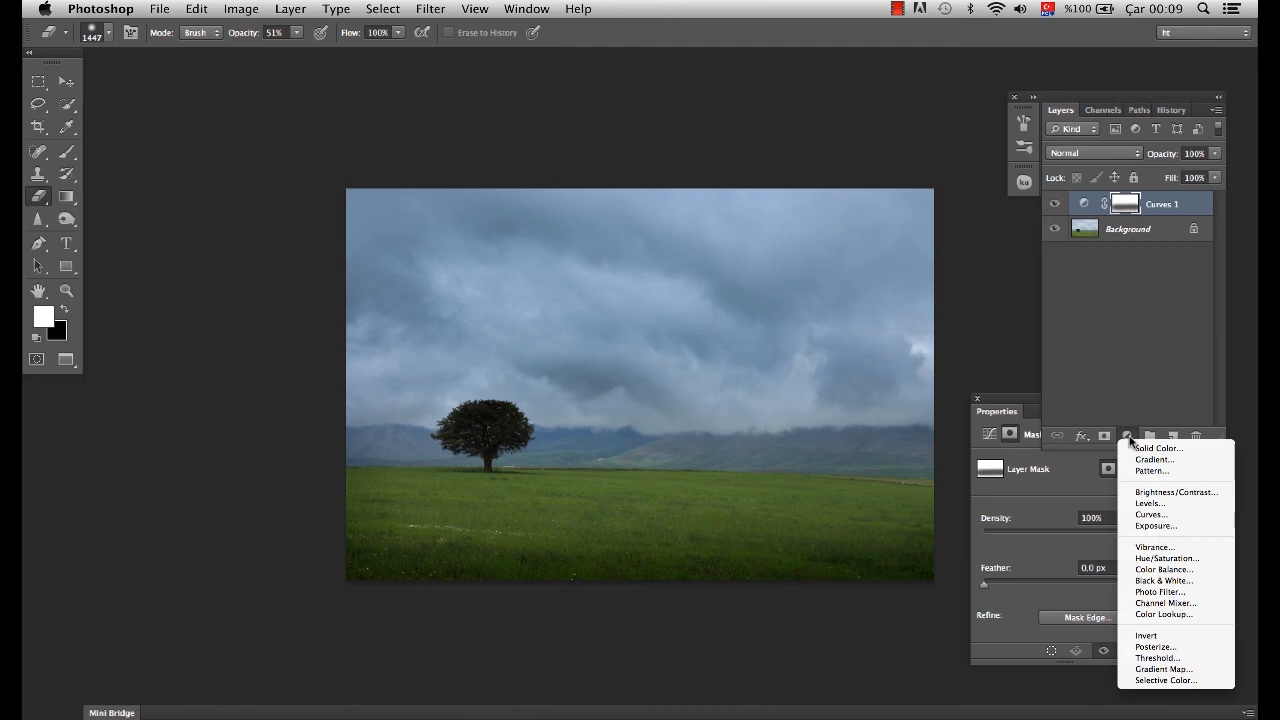 Photoshop File Edit Image Layer Type Select Filter View Window Help %100 Çar 00:09
1447 Mode: Brush Opacity: 51% Flow: 100% Erase to History ht
Layers Channels Paths History
Kind
Normal Opacity: 100%
Lock: Fill: 100%
ku
Curves 1
Background
Properties
Mas
Layer Mask
Density: 100%
Feather: 0,0 px
Refine: Mask Edge...
fx
Solid Color...
Gradient...
Pattern...
Brightness/Contrast...
Levels...
Curves...
Exposure...
Vibrance...
Hue/Saturation...
Color Balance...
Black & White...
Photo Filter...
Channel Mixer...
Color Lookup...
Invert
Posterize...
Threshold...
Gradient Map...
Selective Color...
Mini Bridge